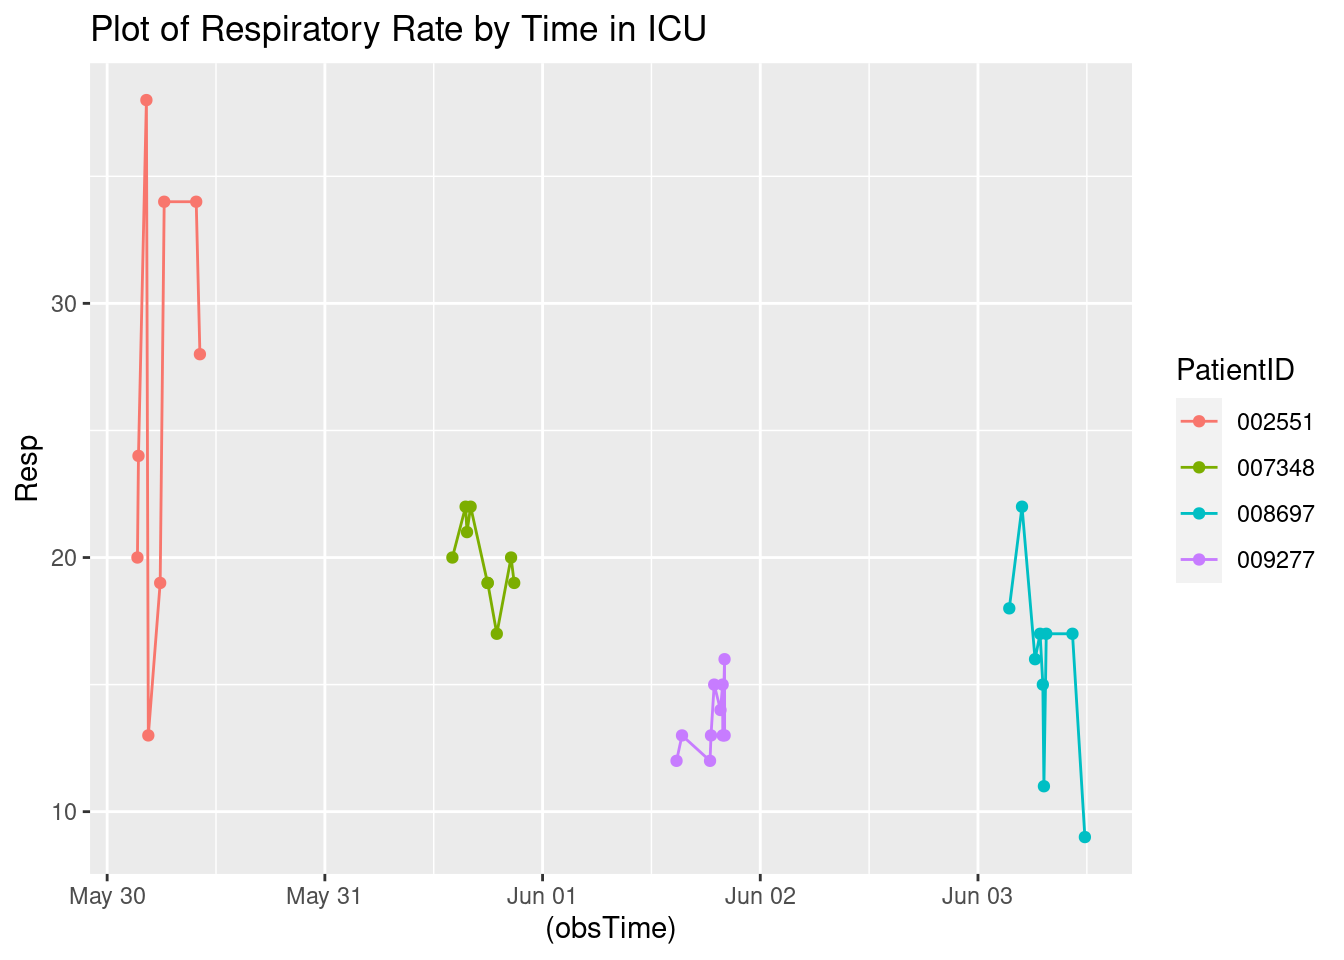 Plot of Respiratory Rate by Time in ICU
Resp
30
20
10
May 30
May 31
Jun 01
Jun 02
Jun 03
(obsTime)
PatientID
002551
007348
008697
009277